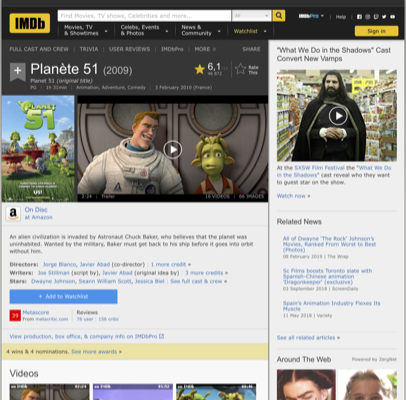 IMDb
Find Movies, TV shows, Celebrities and more...
All
IMDbPro
Help
Movies, TV & Showtimes
Celebs, Events & Photos
News & Community
Watchlist
Sign in
FULL CAST AND CREW | TRIVIA | USER REVIEWS | IMDbPro | MORE
SHARE
Planète 51 (2009)
Planet 51 (original title)
PG | 1h 31min | Animation, Adventure, Comedy | 3 February 2010 (France)
6,1
Rate This
PLANET 51
2:24 | Trailer
18 VIDEOS | 66 IMAGES
On Disc
at Amazon
An alien civilization is invaded by Astronaut Chuck Baker, who believes that the planet was
uninhabited. Wanted by the military, Baker must get back to his ship before it goes into orbit
without him.
Directors: Jorge Blanco, Javier Abad (co-director) | 1 more credit »
Writers: Joe Stillman (script by), Javier Abad (original idea by) | 3 more credits »
Stars: Dwayne Johnson, Seann William Scott, Jessica Biel | See full cast & crew »
+ Add to Watchlist
39
Metascore
From metacritic.com
Reviews
76 user | 156 critic
View production, box office, & company info on IMDbPro
4 wins & 4 nominations. See more awards »
Videos
"What We Do in the Shadows" Cast
Convert New Vamps
At the SXSW Film Festival the "What We Do
in the Shadows" cast reveal who they want
to guest star on the show.
Watch now »
Related News
All of Dwayne 'The Rock' Johnson's
Movies, Ranked From Worst to
Best (Photos)
08 February 2019 | The Wrap
Sc Films boosts Toronto slate with
Spanish-Chinese animation
'Dragonkeeper' (exclusive)
03 September 2018 | ScreenDaily
Spain's Animation Industry Flexes Its
Muscle
11 May 2018 | Variety
See all related articles »
Around The Web
Powered by ZergNet